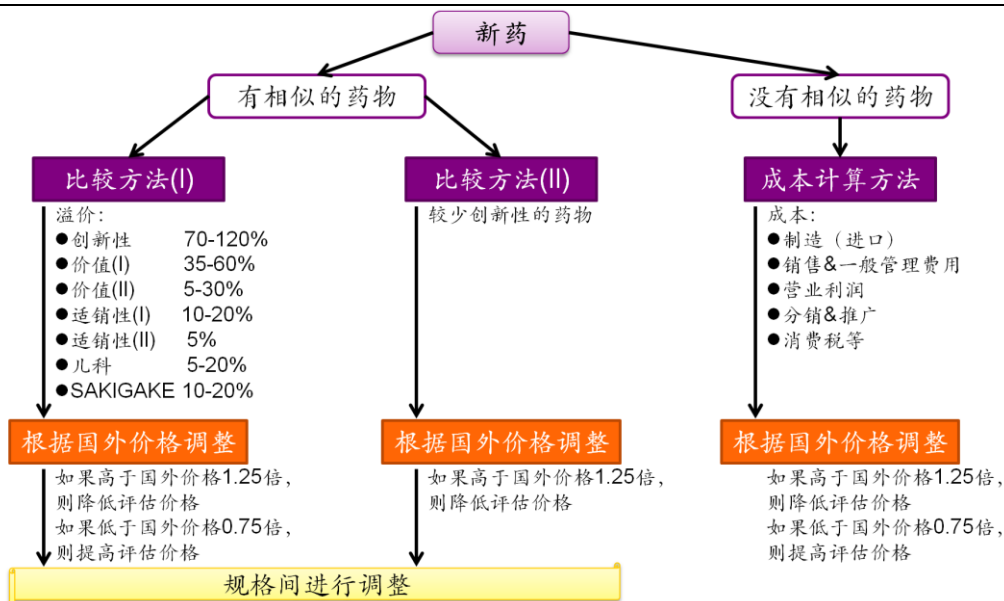 新药
有相似的药物
没有相似的药物
比较方法(I)
溢价：
●创新性 70-120%
●价值(I) 35-60%
●价值(II) 5-30%
●适销性(I) 10-20%
●适销性(II) 5%
●儿科 5-20%
●SAKIGAKE 10-20%
根据国外价格调整
如果高于国外价格1.25倍，
则降低评估价格
如果低于国外价格0.75倍，
则提高评估价格
比较方法(II)
较少创新性的药物
根据国外价格调整
如果高于国外价格1.25倍，
则降低评估价格
成本计算方法
成本：
●制造（进口）
●销售&一般管理费用
●营业利润
●分销&推广
●消费税等
根据国外价格调整
如果高于国外价格1.25倍，
则降低评估价格
如果低于国外价格0.75倍，
则提高评估价格
规格间进行调整